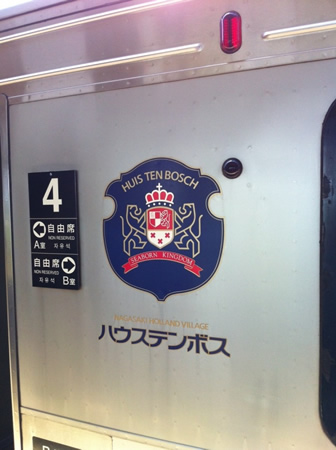 HUIS TEN BOSCH
SEABORN KINGDOM
NAGASAKI HOLLAND VILLAGE
ハウステンボス
4
自由席
NON RESERVED
A室 자유석
自由席
NON RESERVED
자유석 B室